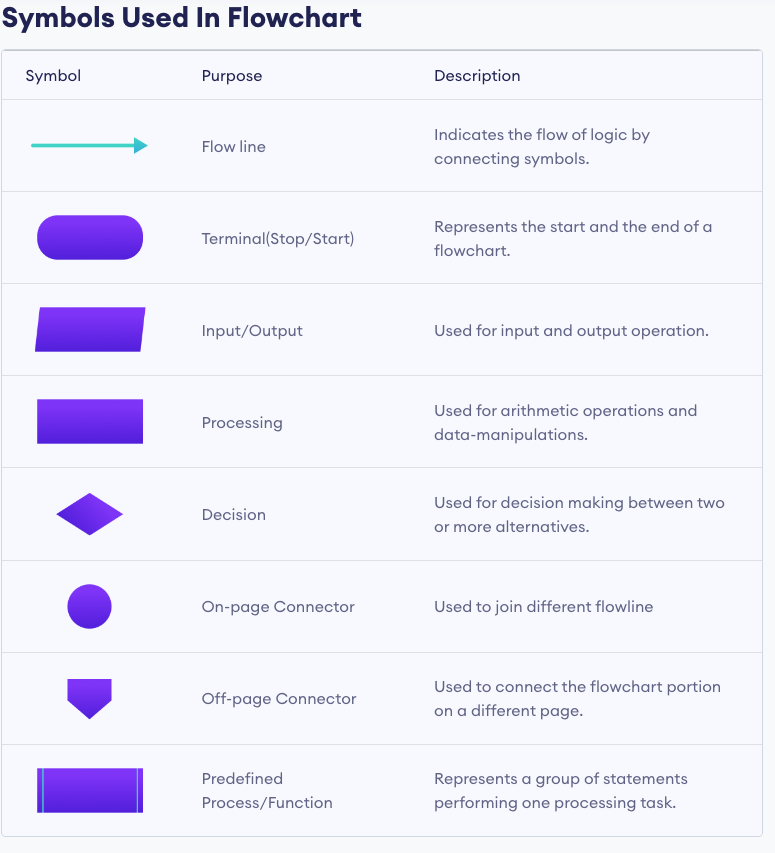 Symbols Used In Flowchart
Symbol Purpose Description
Flow line
Indicates the flow of logic by
connecting symbols.
Terminal(Stop/Start)
Represents the start and the end of a
flowchart.
Input/Output
Used for input and output operation.
Processing
Used for arithmetic operations and
data-manipulations.
Decision
Used for decision making between two
or more alternatives.
On-page Connector
Used to join different flowline
Off-page Connector
Used to connect the flowchart portion
on a different page.
Predefined
Process/Function
Represents a group of statements
performing one processing task.